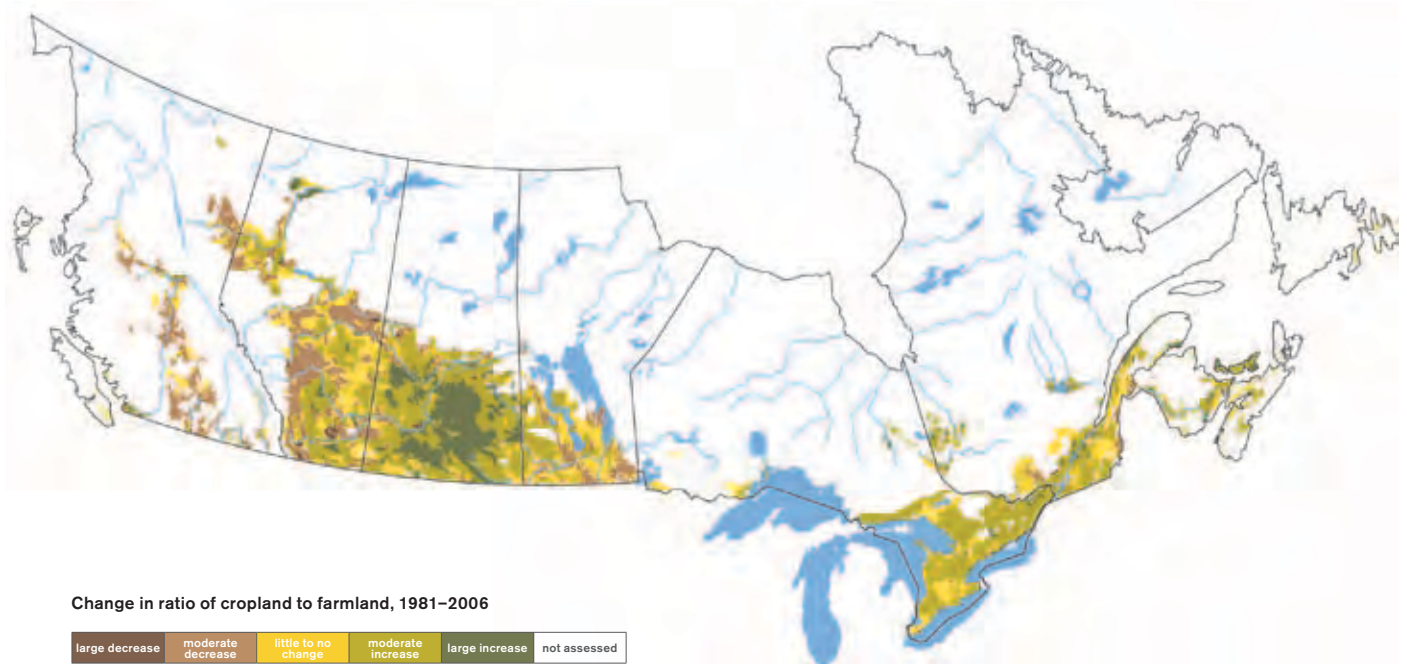 Change in ratio of cropland to farmland, 1981–2006
large decrease
moderate
decrease
little to no
change
moderate
increase
large increase
not assessed